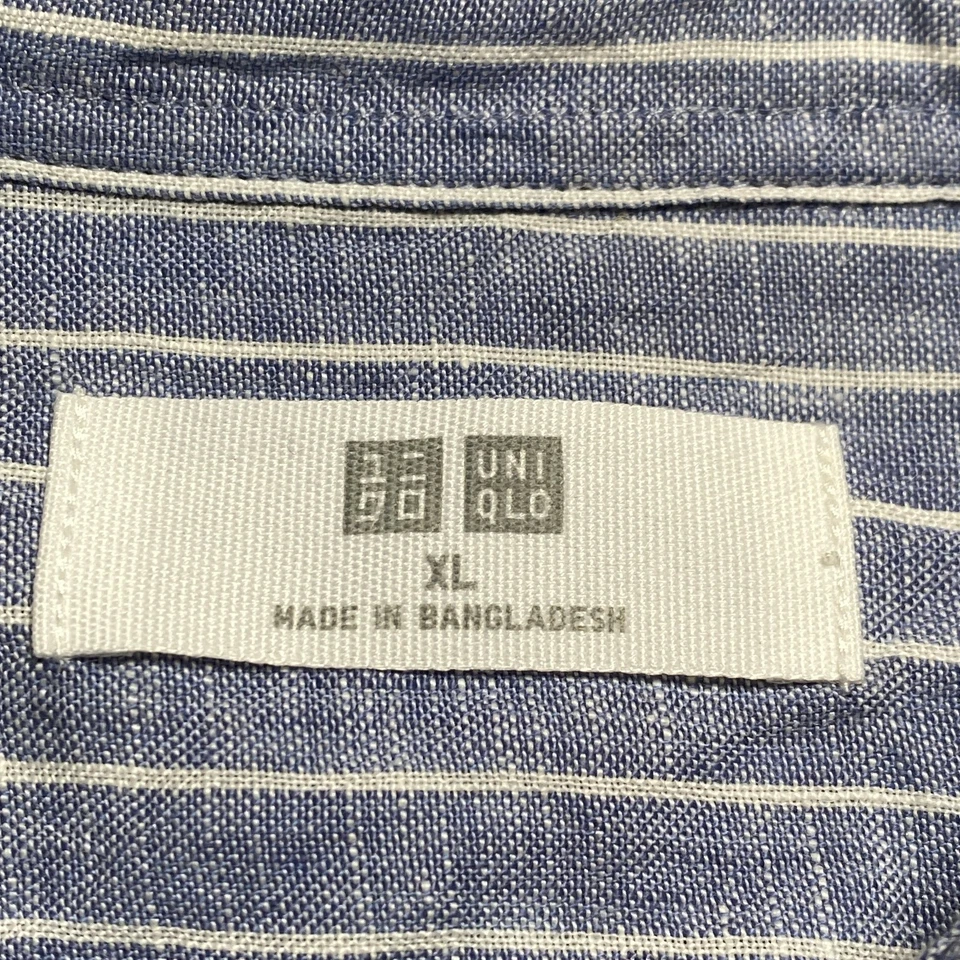 ユニ UNI
クロ QLO
XL
MADE IN BANGLADESH